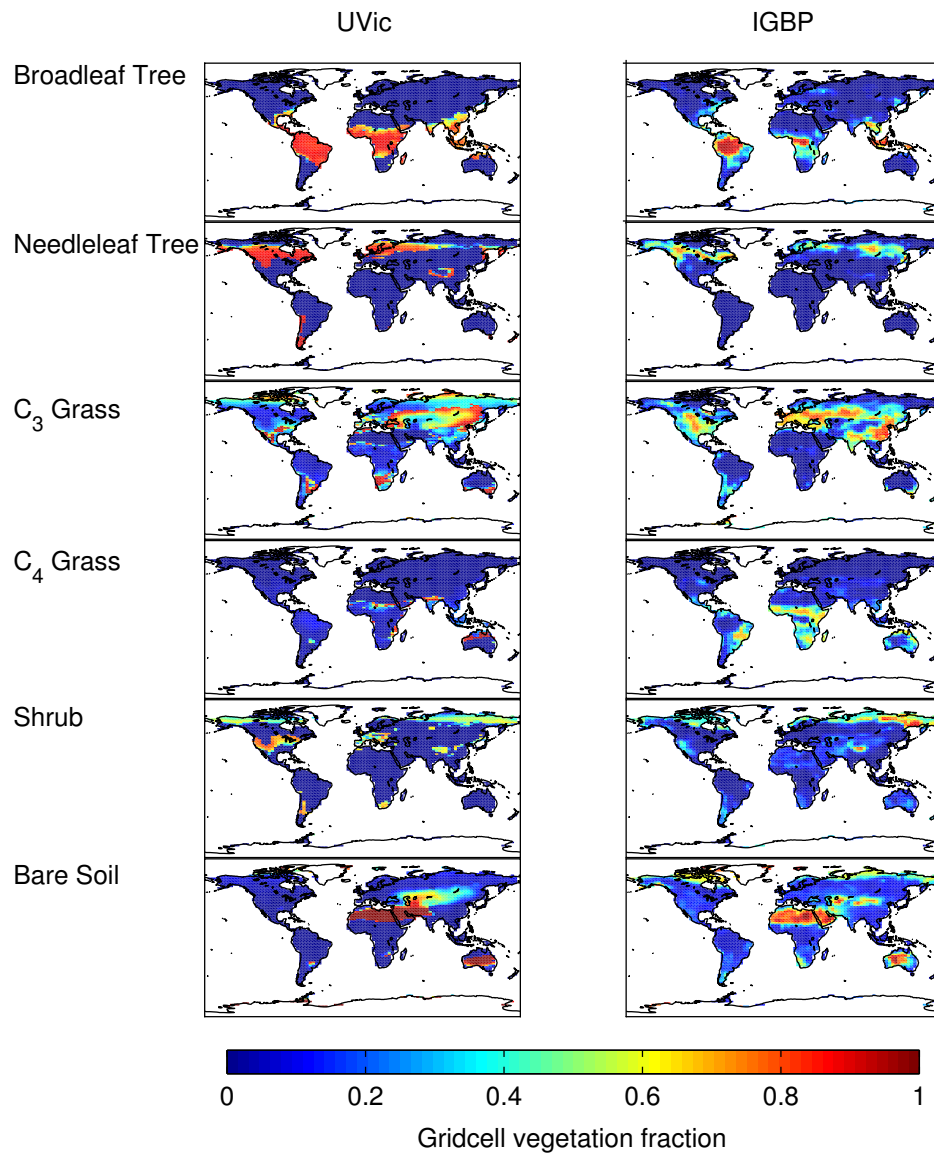 UVic IGBP
Broadleaf Tree
Needleleaf Tree
C3 Grass
C4 Grass
Shrub
Bare Soil
0 0.2 0.4 0.6 0.8 1
Gridcell vegetation fraction